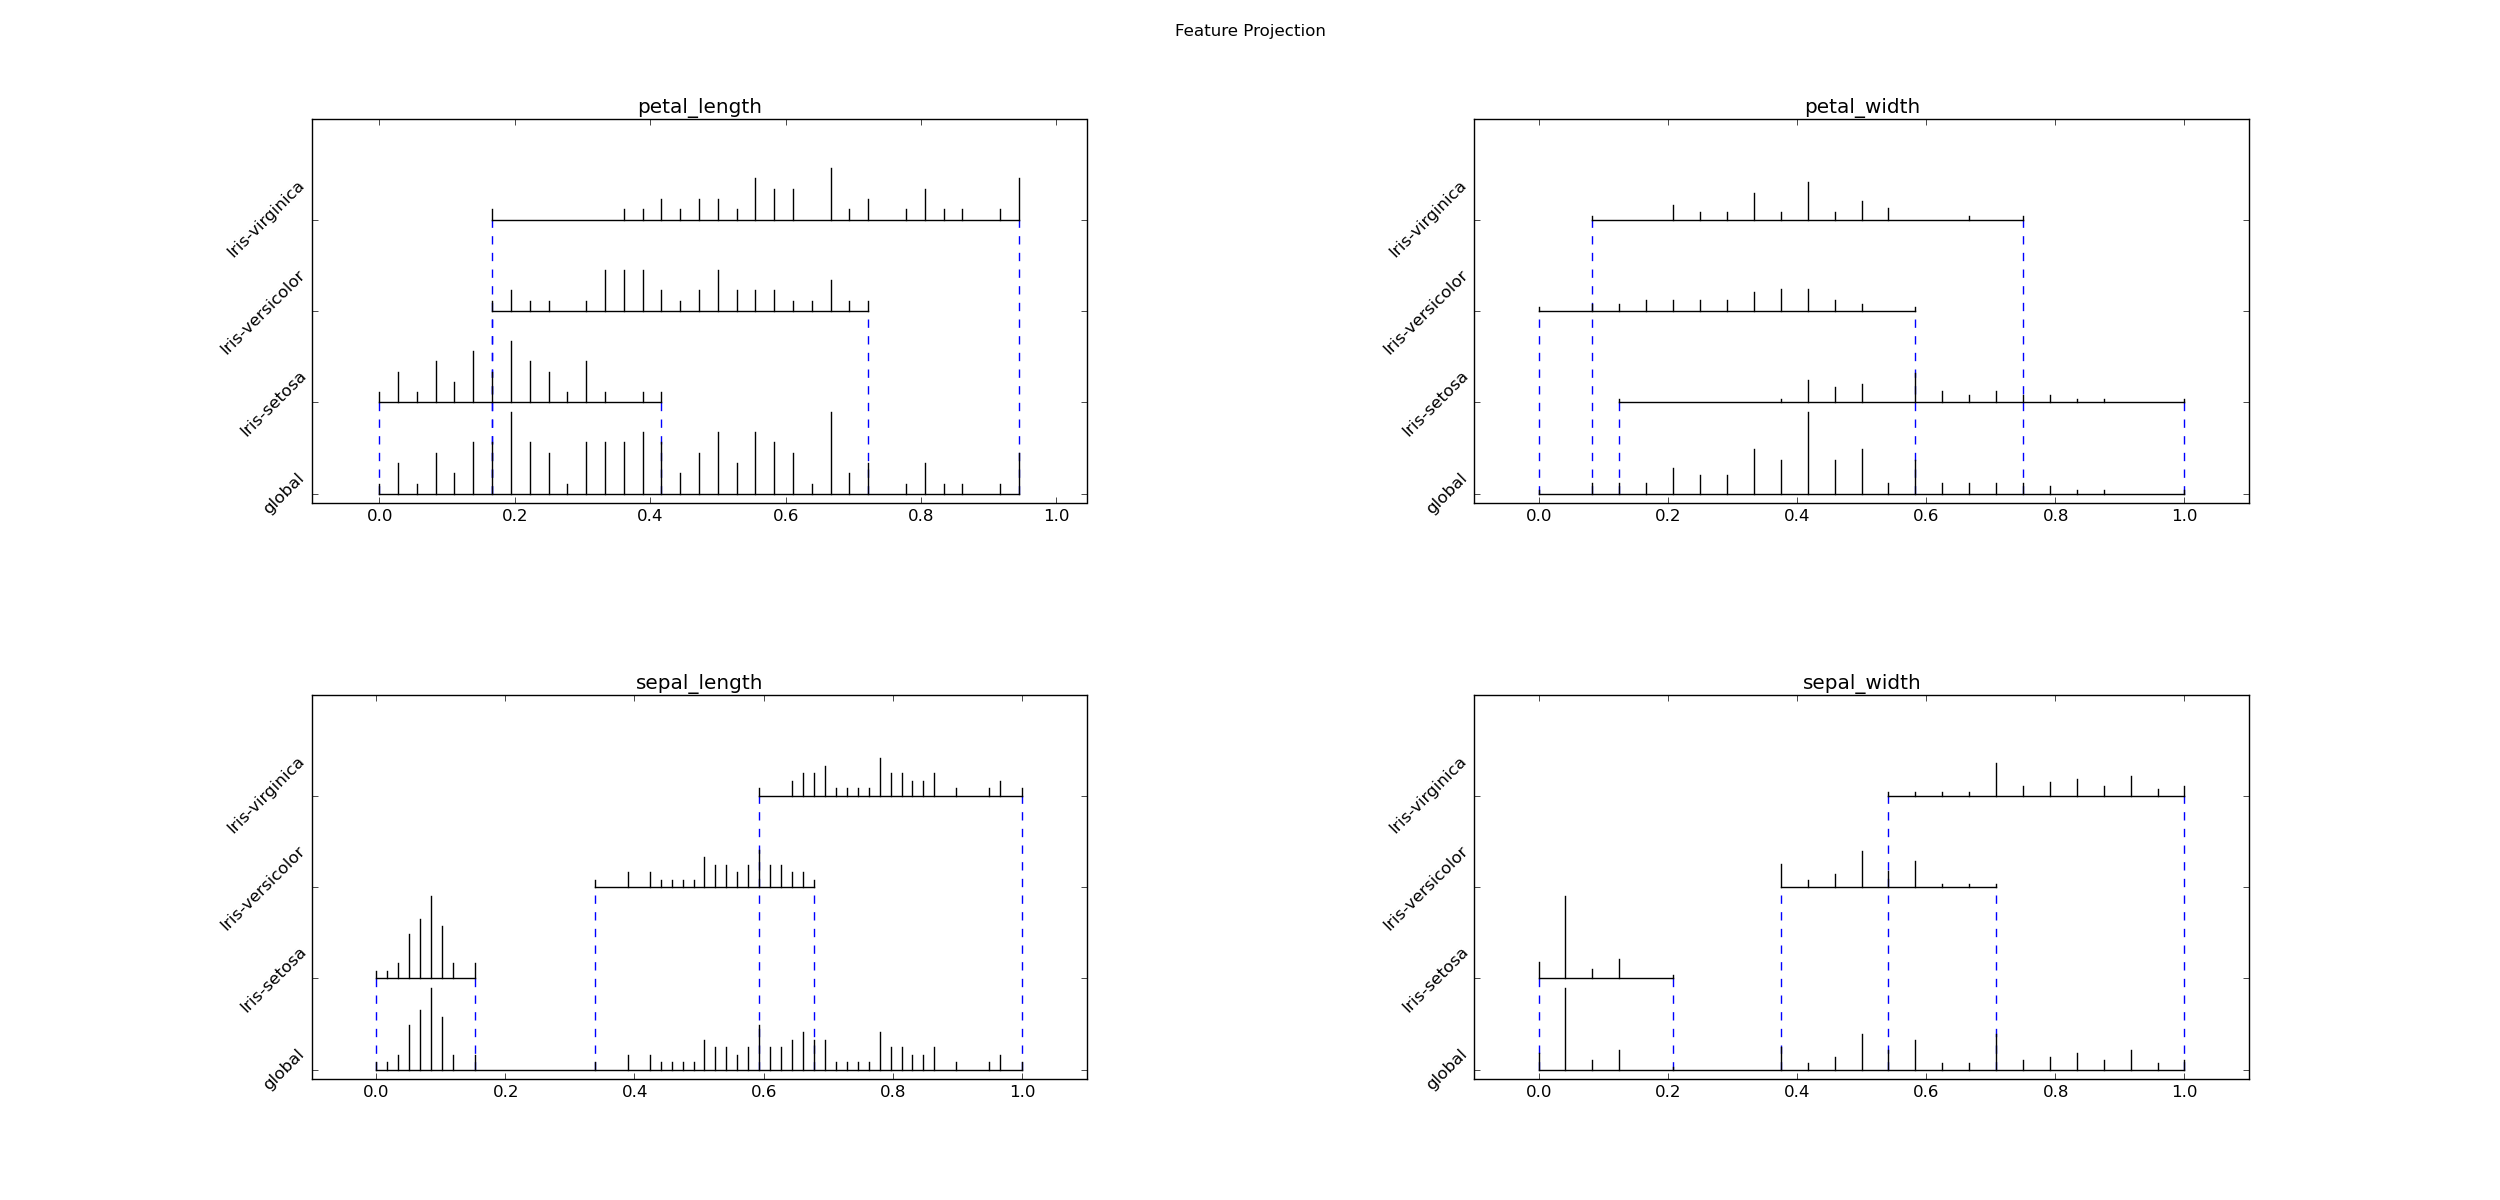 Feature Projection
petal_length
Iris-virginica
Iris-versicolor
Iris-setosa
global
0.0 0.2 0.4 0.6 0.8 1.0
petal_width
Iris-virginica
Iris-versicolor
Iris-setosa
global
0.0 0.2 0.4 0.6 0.8 1.0
sepal_length
Iris-virginica
Iris-versicolor
Iris-setosa
global
0.0 0.2 0.4 0.6 0.8 1.0
sepal_width
Iris-virginica
Iris-versicolor
Iris-setosa
global
0.0 0.2 0.4 0.6 0.8 1.0